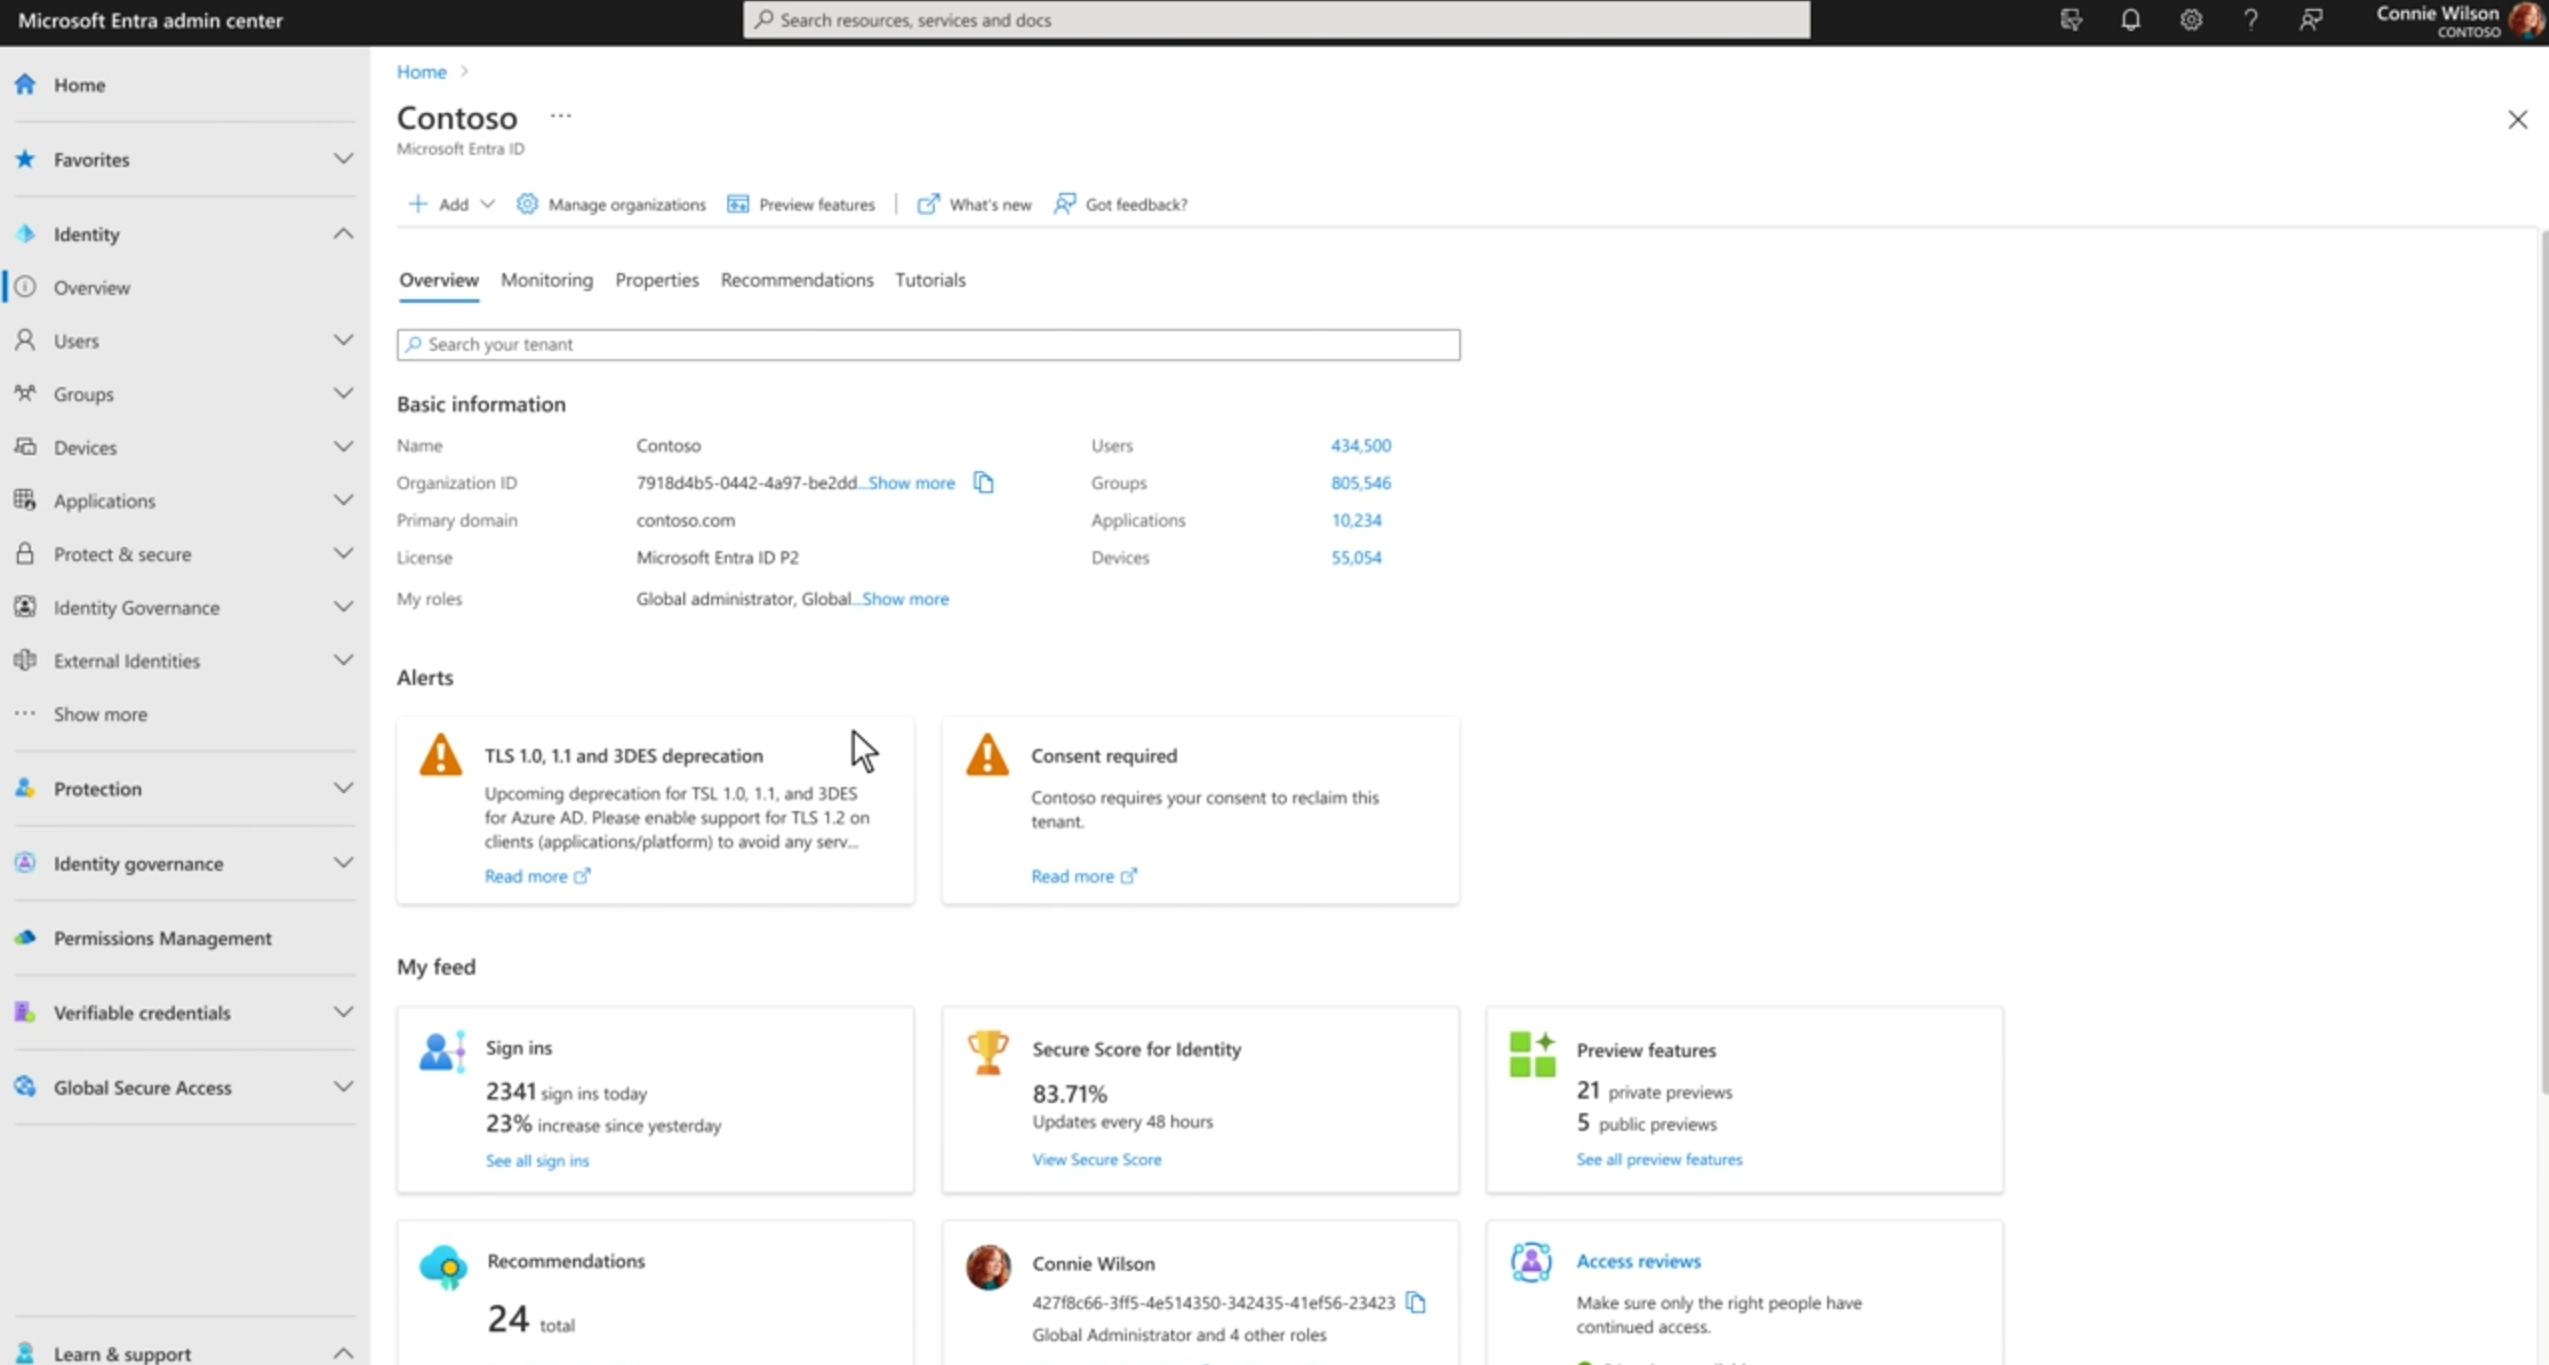 Microsoft Entra admin center
Search resources, services and docs
Connie Wilson
CONTOSO
Home
Favorites
Identity
Overview
Users
Groups
Devices
Applications
Protect & secure
Identity Governance
External Identities
Show more
Protection
Identity governance
Permissions Management
Verifiable credentials
Global Secure Access
Learn & support
Home
Contoso
Microsoft Entra ID
Add
Manage organizations
Preview features
What's new
Got feedback?
Overview
Monitoring
Properties
Recommendations
Tutorials
Search your tenant
Basic information
Name Contoso
Organization ID 7918d4b5-0442-4a97-be2dd...Show more
Primary domain contoso.com
License Microsoft Entra ID P2
My roles Global administrator, Global...Show more
Users 434,500
Groups 805,546
Applications 10,234
Devices 55,054
Alerts
TLS 1.0, 1.1 and 3DES deprecation
Upcoming deprecation for TSL 1.0, 1.1, and 3DES
for Azure AD. Please enable support for TLS 1.2 on
clients (applications/platform) to avoid any serv...
Read more
Consent required
Contoso requires your consent to reclaim this
tenant.
Read more
My feed
Sign ins
2341 sign ins today
23% increase since yesterday
See all sign ins
Secure Score for Identity
83.71%
Updates every 48 hours
View Secure Score
Preview features
21 private previews
5 public previews
See all preview features
Recommendations
24 total
Connie Wilson
427f8c66-3ff5-4e514350-342435-41ef56-23423
Global Administrator and 4 other roles
Access reviews
Make sure only the right people have
continued access.